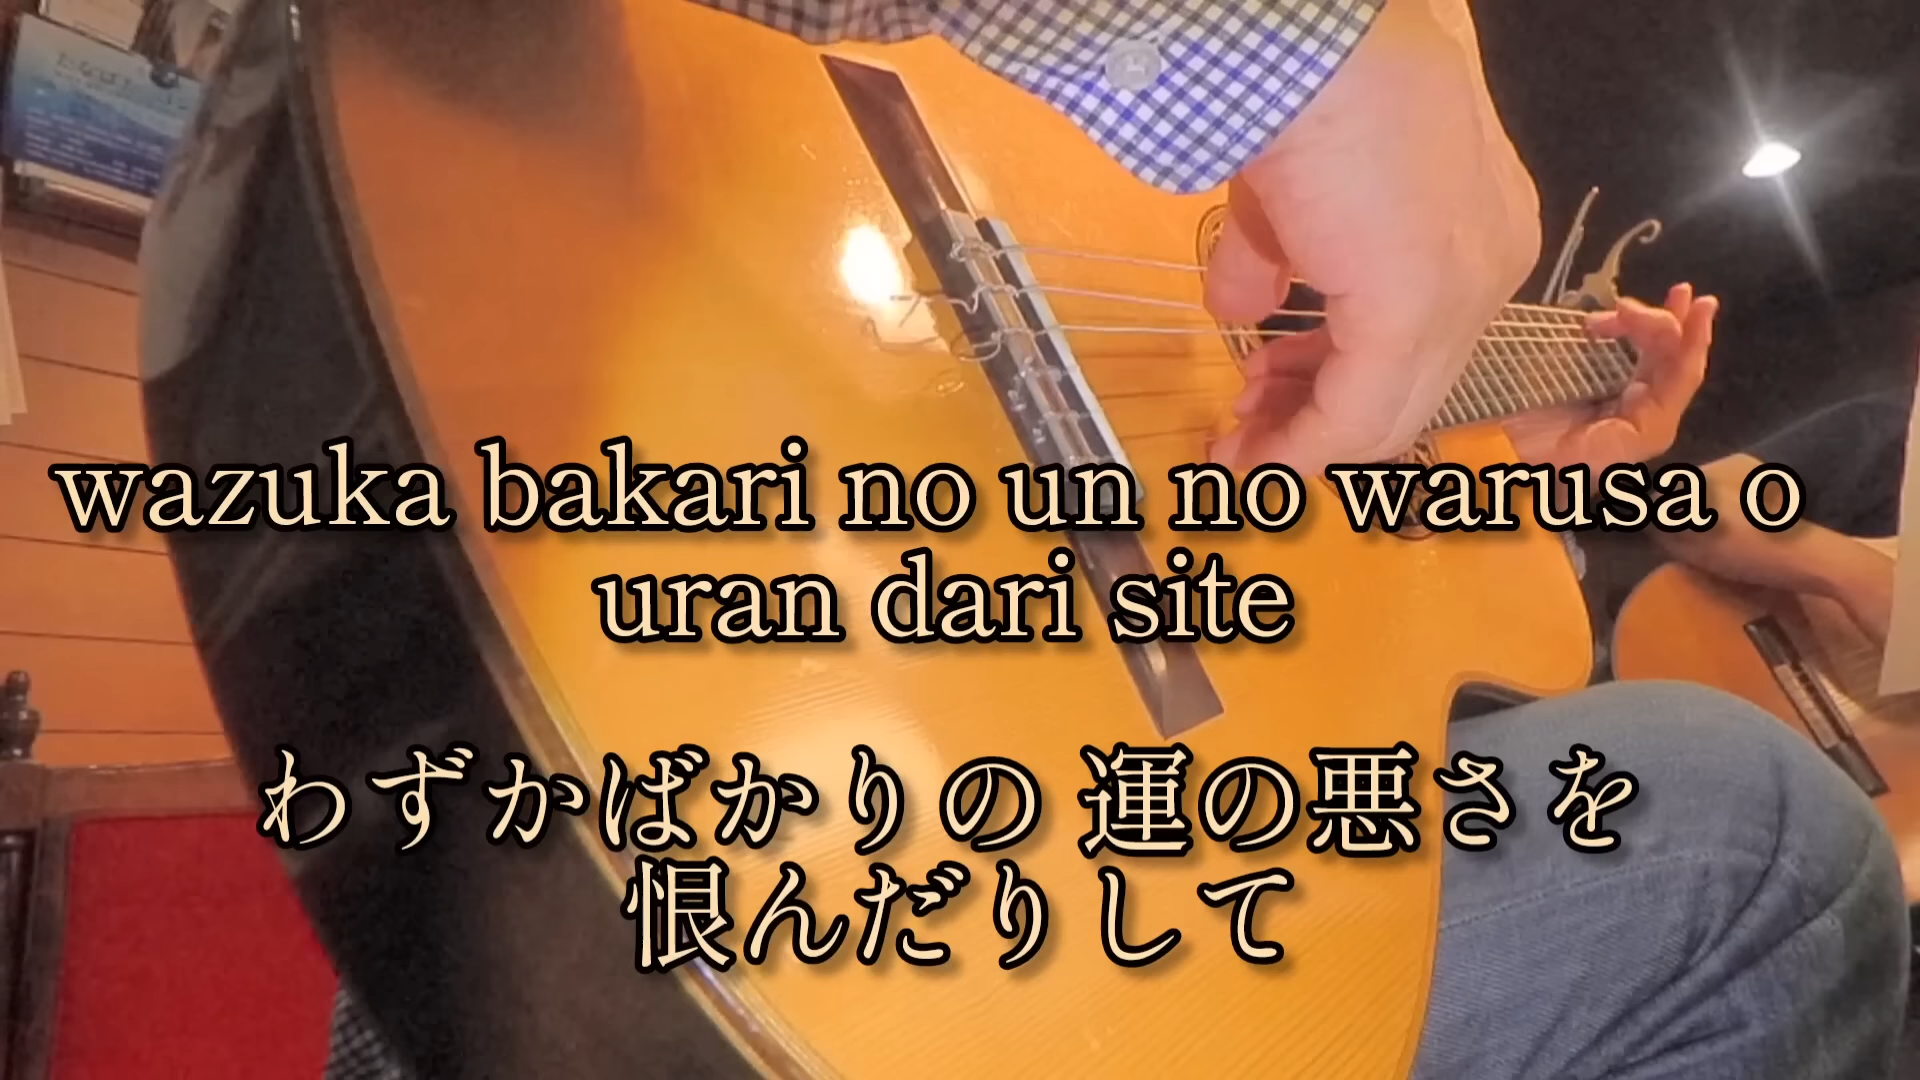 wazuka bakari no un no warusa o
uran dari site
わずかばかりの 運の悪さを
恨んだりして